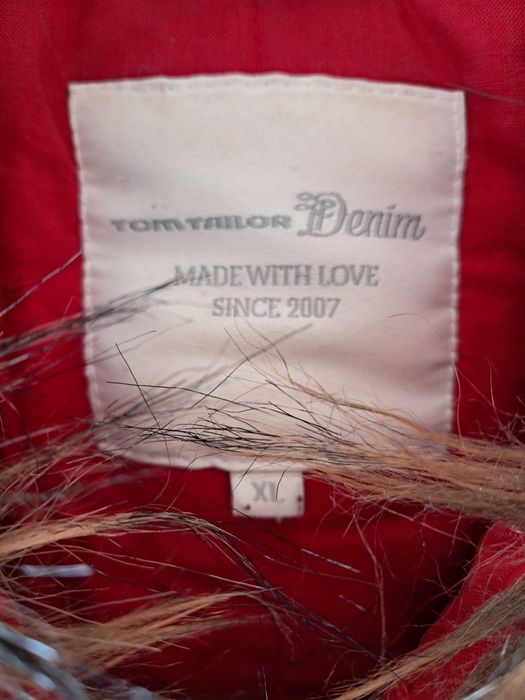 TOM TAILOR Denim
MADE WITH LOVE
SINCE 2007
XL